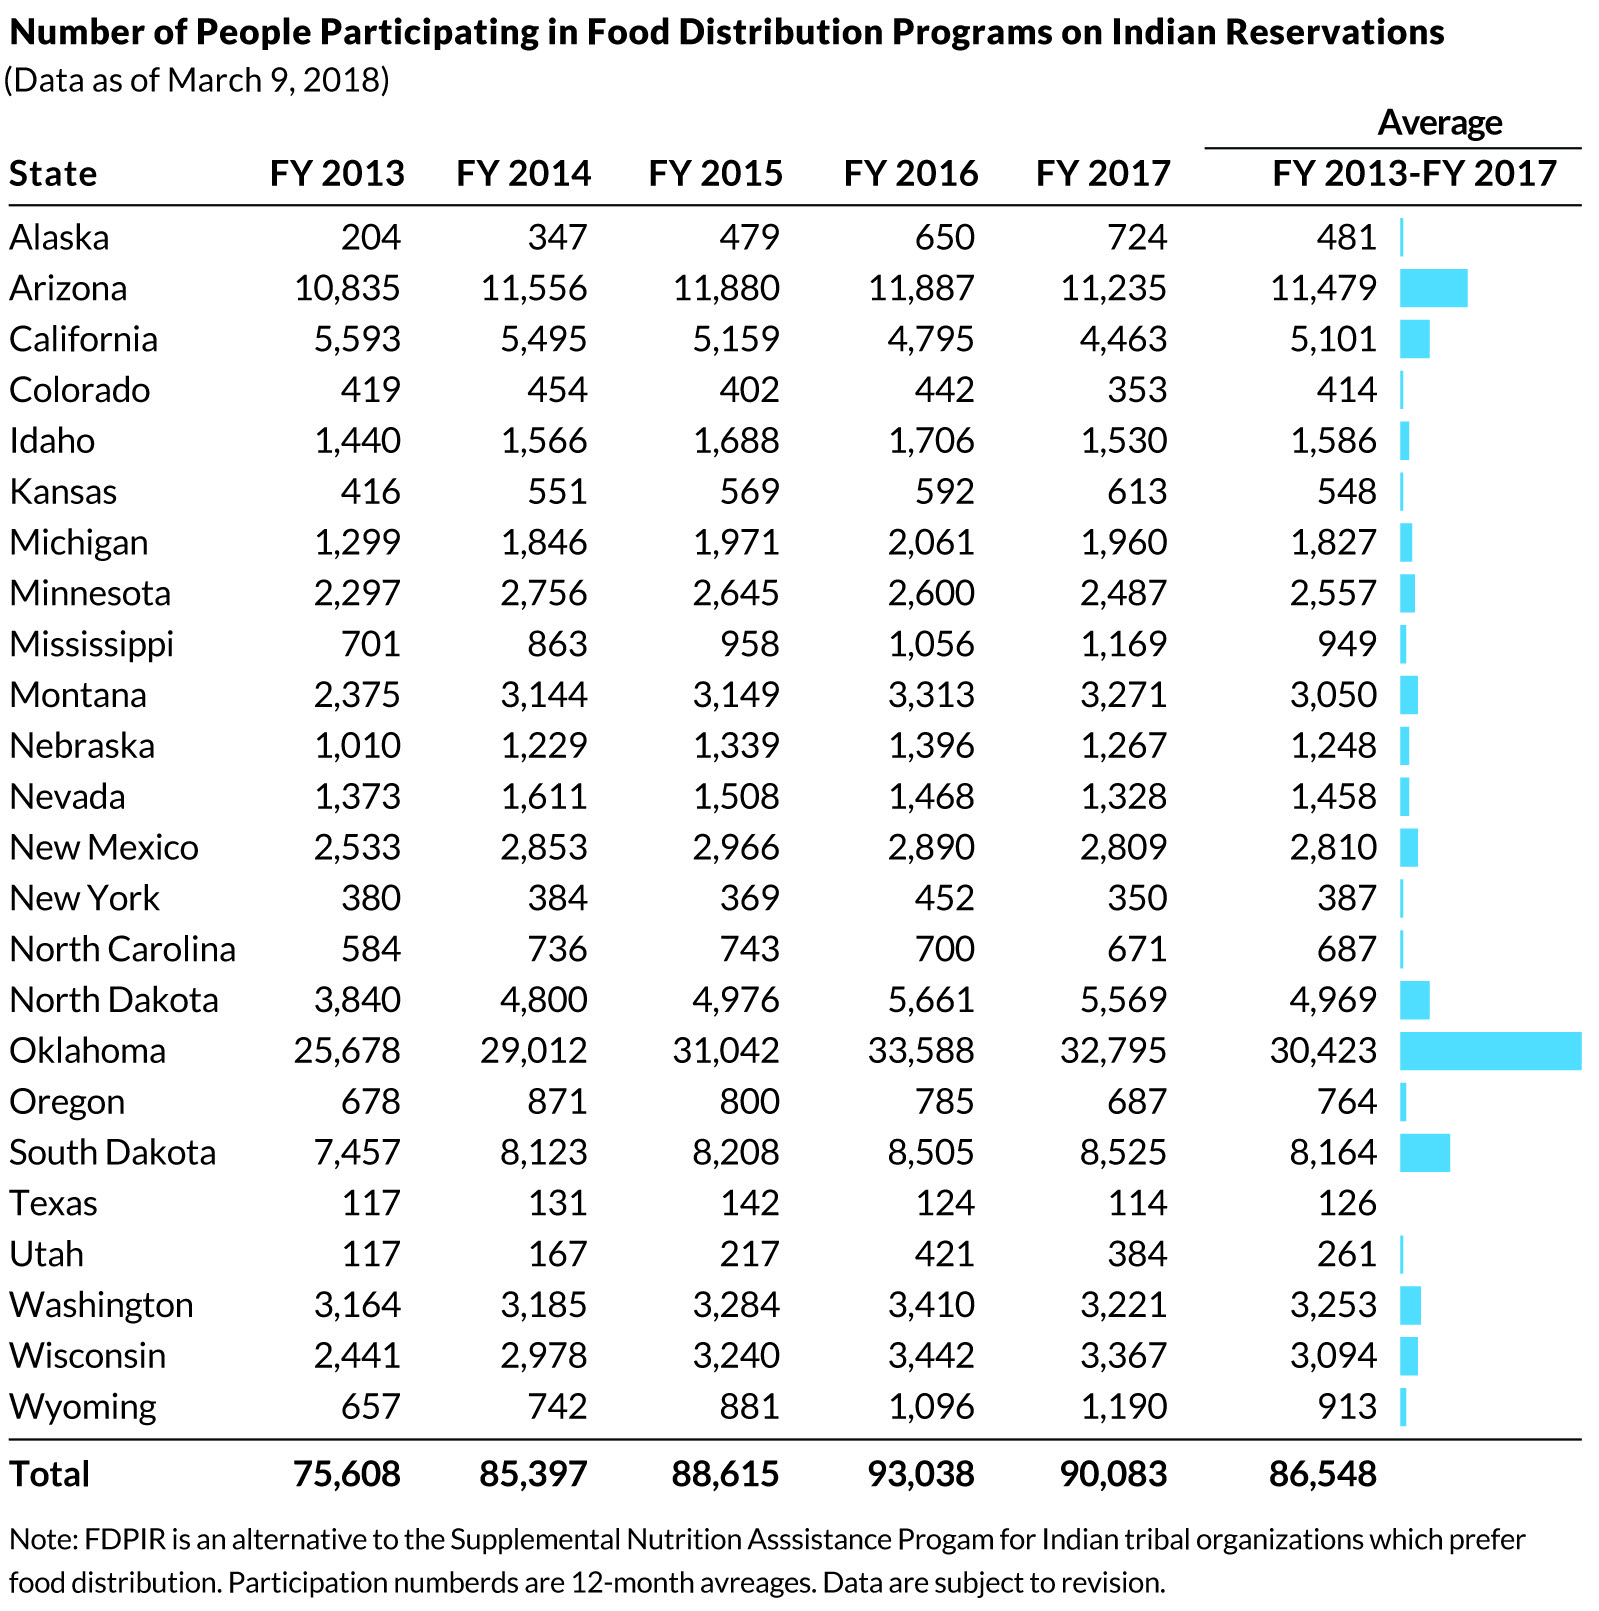 Number of People Participating in Food Distribution Programs on Indian Reservations
(Data as of March 9, 2018)
Average
State FY 2013 FY 2014 FY 2015 FY 2016 FY 2017 FY 2013-FY 2017
Alaska 204 347 479 650 724 481
Arizona 10,835 11,556 11,880 11,887 11,235 11,479
California 5,593 5,495 5,159 4,795 4,463 5,101
Colorado 419 454 402 442 353 414
Idaho 1,440 1,566 1,688 1,706 1,530 1,586
Kansas 416 551 569 592 613 548
Michigan 1,299 1,846 1,971 2,061 1,960 1,827
Minnesota 2,297 2,756 2,645 2,600 2,487 2,557
Mississippi 701 863 958 1,056 1,169 949
Montana 2,375 3,144 3,149 3,313 3,271 3,050
Nebraska 1,010 1,229 1,339 1,396 1,267 1,248
Nevada 1,373 1,611 1,508 1,468 1,328 1,458
New Mexico 2,533 2,853 2,966 2,890 2,809 2,810
New York 380 384 369 452 350 387
North Carolina 584 736 743 700 671 687
North Dakota 3,840 4,800 4,976 5,661 5,569 4,969
Oklahoma 25,678 29,012 31,042 33,588 32,795 30,423
Oregon 678 871 800 785 687 764
South Dakota 7,457 8,123 8,208 8,505 8,525 8,164
Texas 117 131 142 124 114 126
Utah 117 167 217 421 384 261
Washington 3,164 3,185 3,284 3,410 3,221 3,253
Wisconsin 2,441 2,978 3,240 3,442 3,367 3,094
Wyoming 657 742 881 1,096 1,190 913
Total 75,608 85,397 88,615 93,038 90,083 86,548
Note: FDPIR is an alternative to the Supplemental Nutrition Asssistance Progam for Indian tribal organizations which prefer
food distribution. Participation numberds are 12-month avreages. Data are subject to revision.